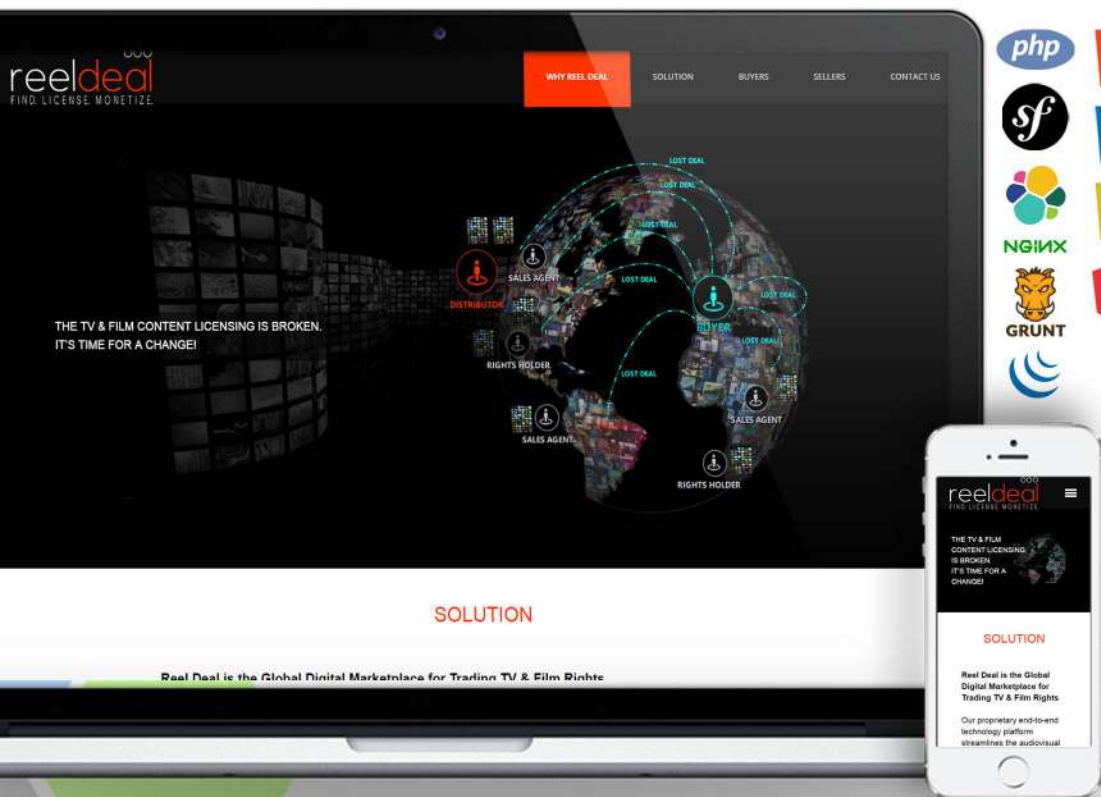 reeldeal
FIND. LICENSE. MONETIZE.
WHY REEL DEAL
SOLUTION
BUYERS
SELLERS
CONTACT US
THE TV & FILM CONTENT LICENSING IS BROKEN.
IT'S TIME FOR A CHANGE!
LOST DEAL
LOST DEAL
LOST DEAL
LOST DEAL
LOST DEAL
LOST DEAL
LOST DEAL
SALES AGENT
DISTRIBUTOR
BUYER
RIGHTS HOLDER
SALES AGENT
SALES AGENT
RIGHTS HOLDER
SOLUTION
Reel Deal is the Global Digital Marketplace for Trading TV & Film Rights
php
sf
NGiNX
GRUNT
reeldeal
FIND. LICENSE. MONETIZE.
THE TV & FILM
CONTENT LICENSING
IS BROKEN.
IT'S TIME FOR A
CHANGE!
SOLUTION
Reel Deal is the Global
Digital Marketplace for
Trading TV & Film Rights
Our proprietary end-to-end
technology platform
streamlines the audiovisual